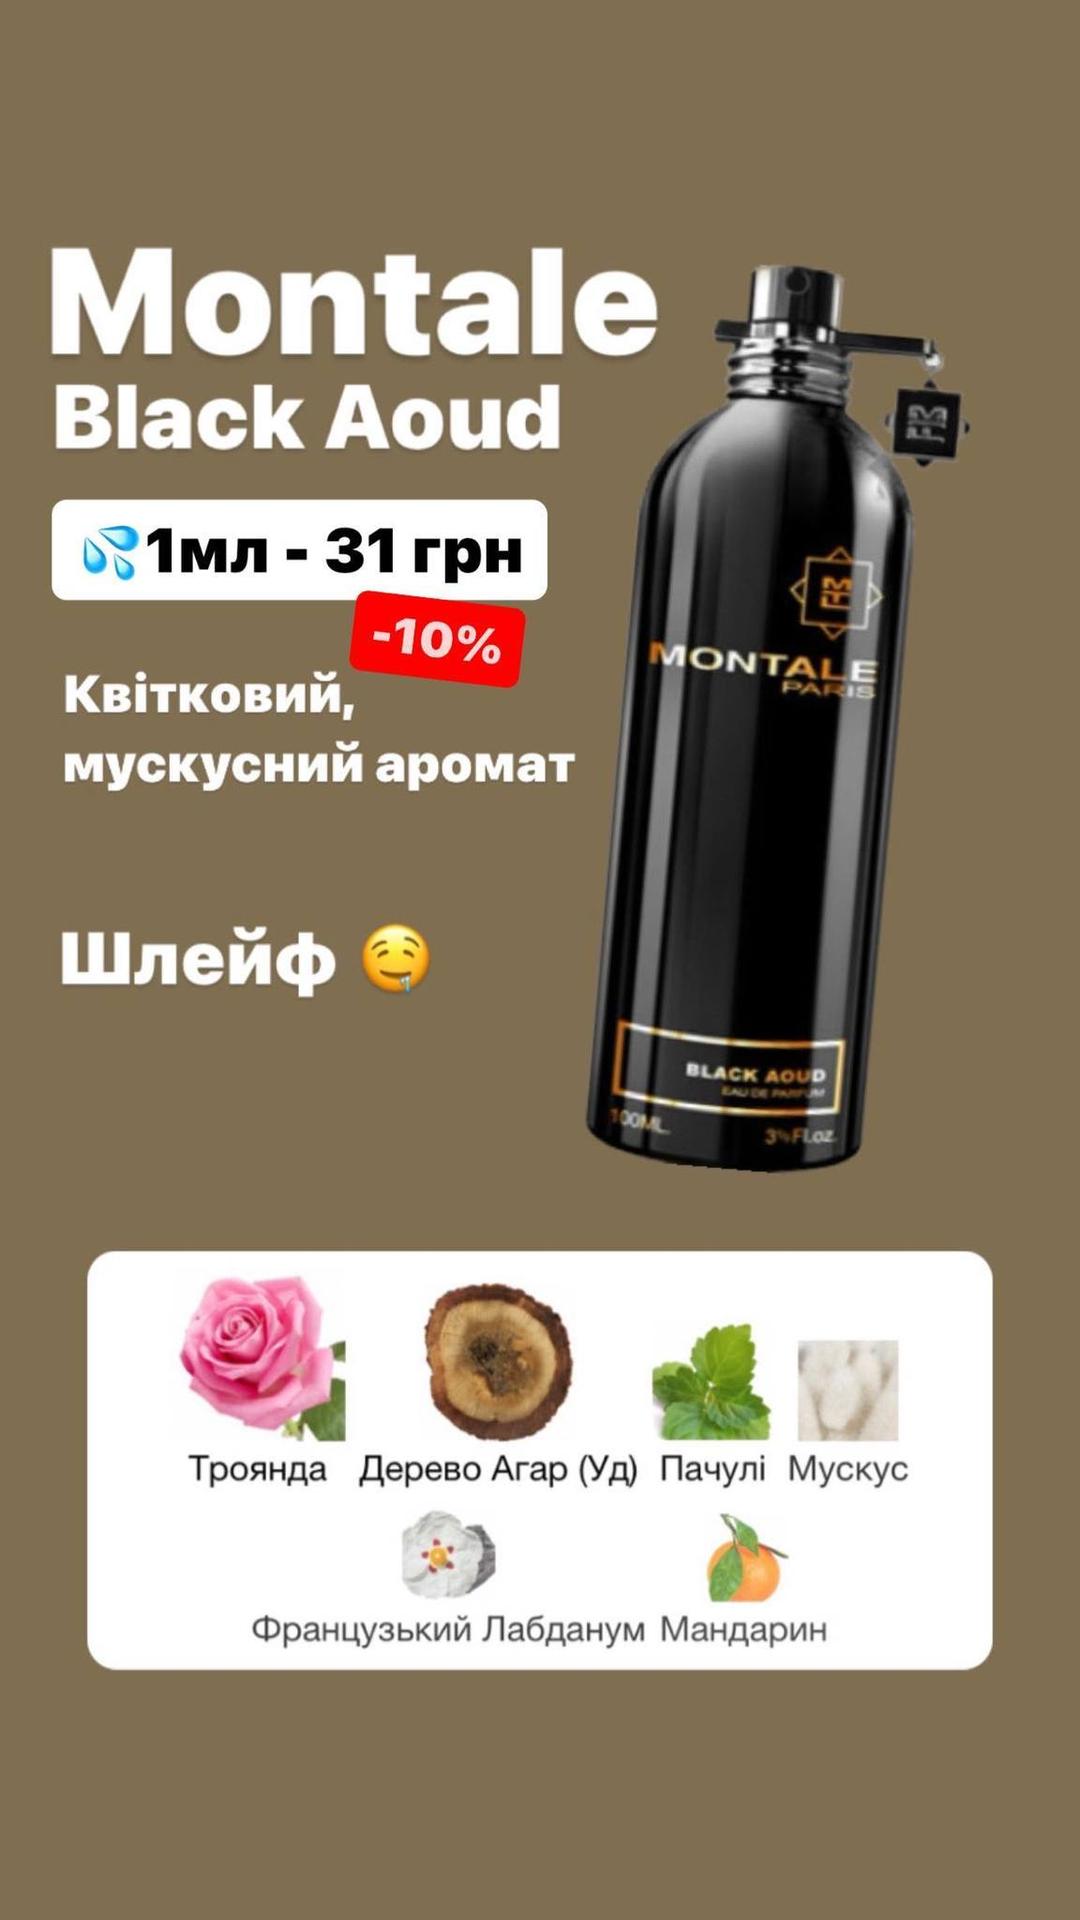 Montale
Black Aoud
💦1мл - 31 грн
-10%
Квітковий,
мускусний аромат
Шлейф 🤤
MONTALE
PARIS
BLACK AOUD
EAU DE PARFUM
100ML.
3⅓Fl.oz.
Троянда Дерево Агар (Уд) Пачулі Мускус
Французький Лабданум Мандарин